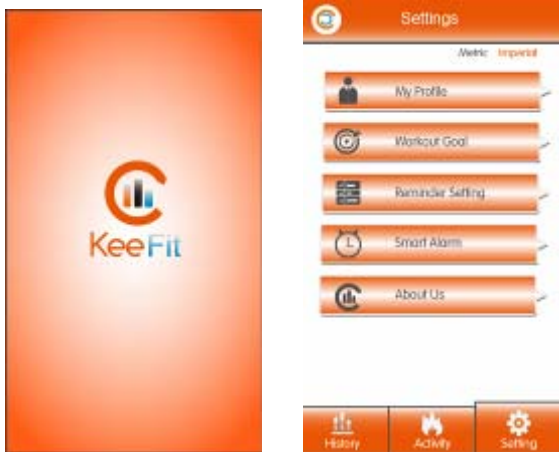 KeeFit
Settings
Metric Imperial
My Profile
Workout Goal
Reminder Setting
Smart Alarm
About Us
History Activity Setting